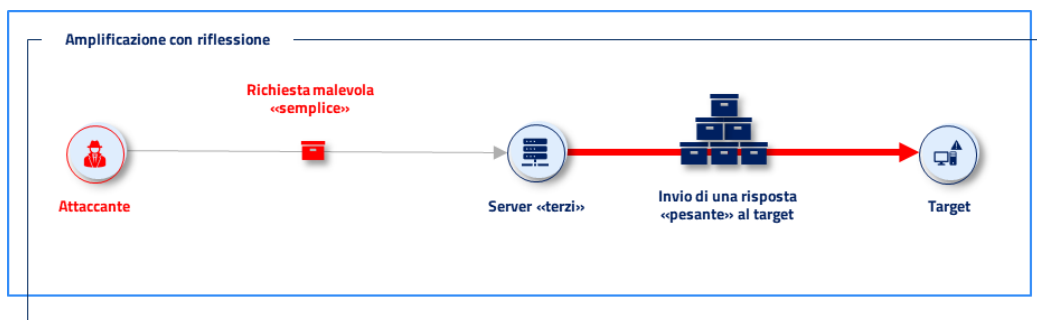 Amplificazione con riflessione
Richiesta malevola
«semplice»
Attaccante
Server «terzi»
Invio di una risposta
«pesante» al target
Target